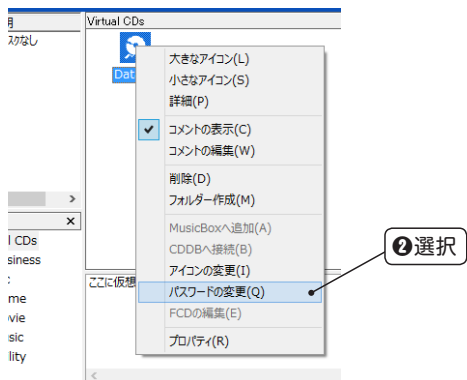 Virtual CDs
スクなし
Dat
大きなアイコン(L)
小さなアイコン(S)
詳細(P)
コメントの表示(C)
コメントの編集(W)
削除(D)
フォルダー作成(M)
MusicBoxへ追加(A)
CDDBへ接続(B)
アイコンの変更(I)
パスワードの変更(Q)
FCDの編集(E)
プロパティ(R)
l CDs
siness
me
vie
sic
lity
ここに仮想
❷選択